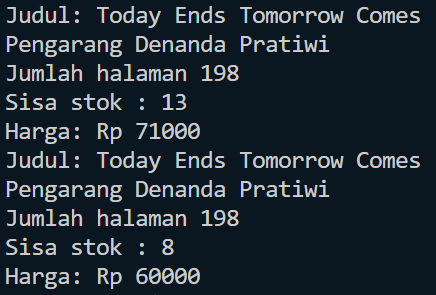 Judul: Today Ends Tomorrow Comes
Pengarang Denanda Pratiwi
Jumlah halaman 198
Sisa stok : 13
Harga: Rp 71000
Judul: Today Ends Tomorrow Comes
Pengarang Denanda Pratiwi
Jumlah halaman 198
Sisa stok : 8
Harga: Rp 60000